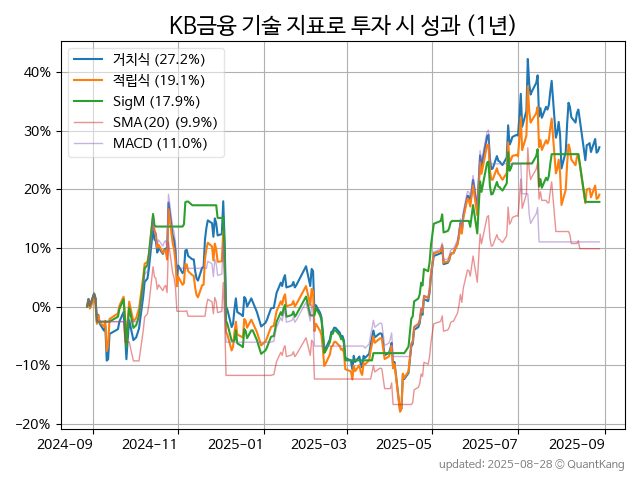 KB금융 기술 지표로 투자 시 성과 (1년)
거치식 (27.2%)
적립식 (19.1%)
SigM (17.9%)
SMA(20) (9.9%)
MACD (11.0%)
40%
30%
20%
10%
0%
−10%
−20%
2024-09 2024-11 2025-01 2025-03 2025-05 2025-07 2025-09
updated: 2025-08-28 © QuantKang